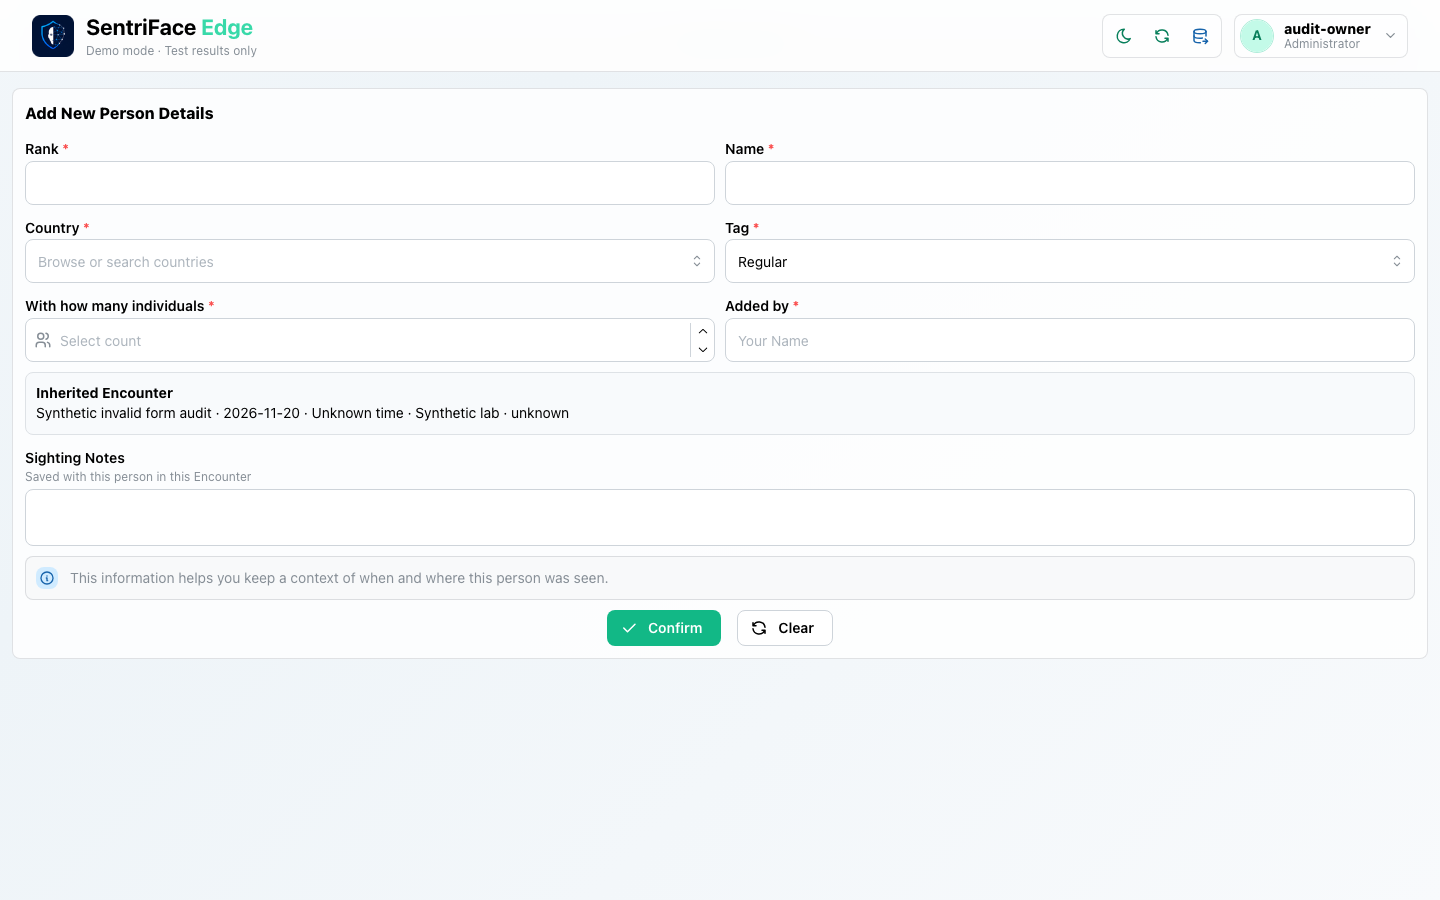 SentriFace Edge
Demo mode · Test results only
A
audit-owner
Administrator
Add New Person Details
Rank *
Name *
Country *
Browse or search countries
Tag *
Regular
With how many individuals *
Select count
Added by *
Your Name
Inherited Encounter
Synthetic invalid form audit · 2026-11-20 · Unknown time · Synthetic lab · unknown
Sighting Notes
Saved with this person in this Encounter
This information helps you keep a context of when and where this person was seen.
Confirm
Clear